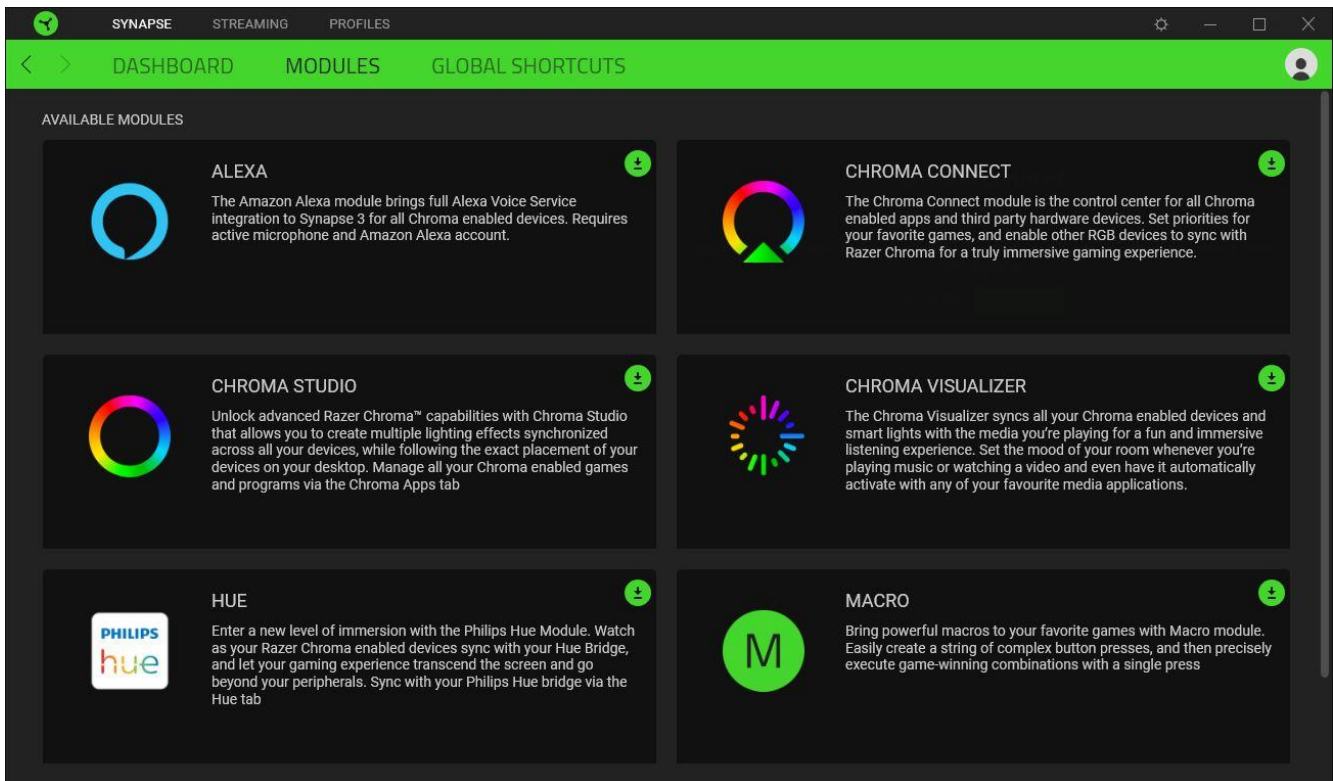 SYNAPSE STREAMING PROFILES
DASHBOARD MODULES GLOBAL SHORTCUTS
AVAILABLE MODULES
ALEXA
The Amazon Alexa module brings full Alexa Voice Service
integration to Synapse 3 for all Chroma enabled devices. Requires
active microphone and Amazon Alexa account.
CHROMA CONNECT
The Chroma Connect module is the control center for all Chroma
enabled apps and third party hardware devices. Set priorities for
your favorite games, and enable other RGB devices to sync with
Razer Chroma for a truly immersive gaming experience.
CHROMA STUDIO
Unlock advanced Razer Chroma™ capabilities with Chroma Studio
that allows you to create multiple lighting effects synchronized
across all your devices, while following the exact placement of your
devices on your desktop. Manage all your Chroma enabled games
and programs via the Chroma Apps tab
CHROMA VISUALIZER
The Chroma Visualizer syncs all your Chroma enabled devices and
smart lights with the media you're playing for a fun and immersive
listening experience. Set the mood of your room whenever you're
playing music or watching a video and even have it automatically
activate with any of your favourite media applications.
PHILIPS
hue
HUE
Enter a new level of immersion with the Philips Hue Module. Watch
as your Razer Chroma enabled devices sync with your Hue Bridge,
and let your gaming experience transcend the screen and go
beyond your peripherals. Sync with your Philips Hue bridge via the
Hue tab
M
MACRO
Bring powerful macros to your favorite games with Macro module.
Easily create a string of complex button presses, and then precisely
execute game-winning combinations with a single press